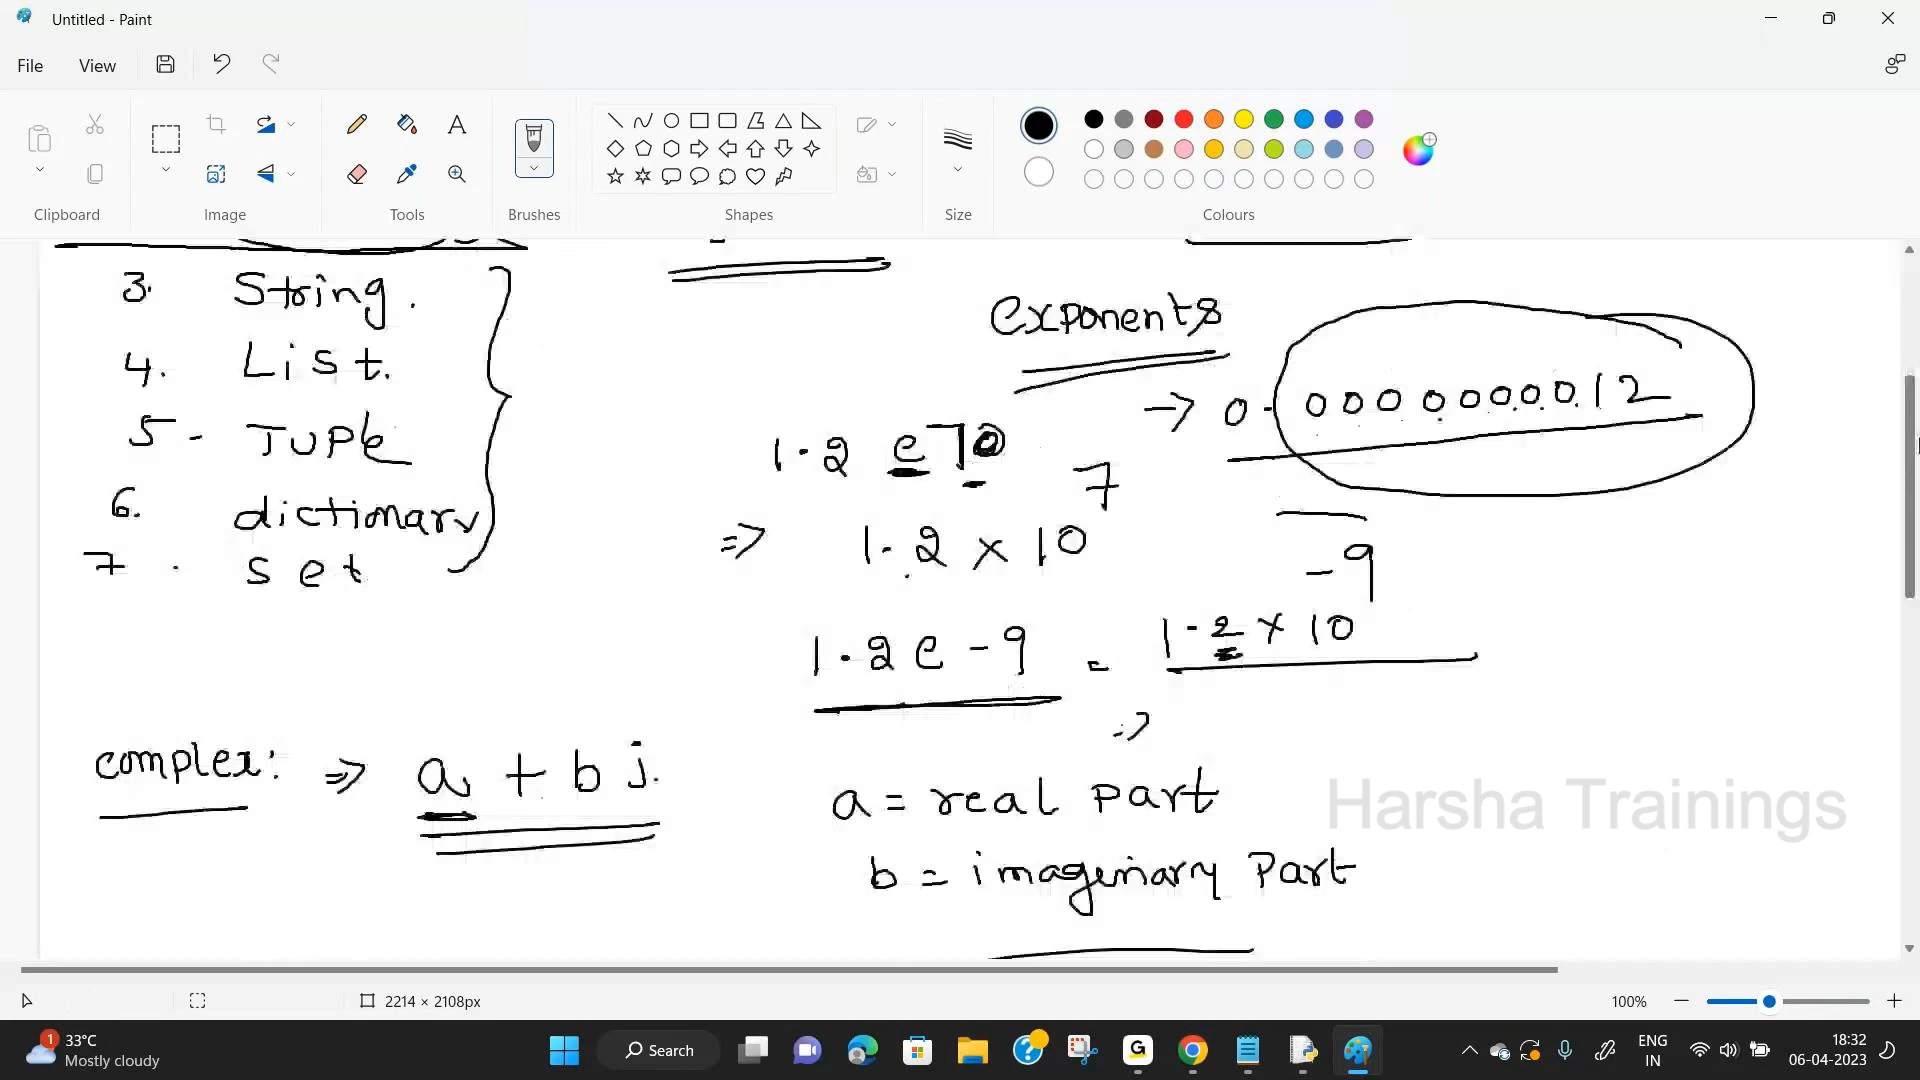 Untitled - Paint
File View
Clipboard Image Tools Brushes Shapes Size Colours
3. String.
4. List.
5 - Tuple
6. dictionary
7. set
exponents
→ 0.00000000012
1.2 e
7
⇒ 1.2 × 10
-9
1.2e-9 = 1.2 × 10
⇒
complex: ⇒ a + b j.
a = real part
b = imaginary Part
Harsha Trainings
2214 × 2108px
100%
1
33°C
Mostly cloudy
Search
ENG
IN
18:32
06-04-2023